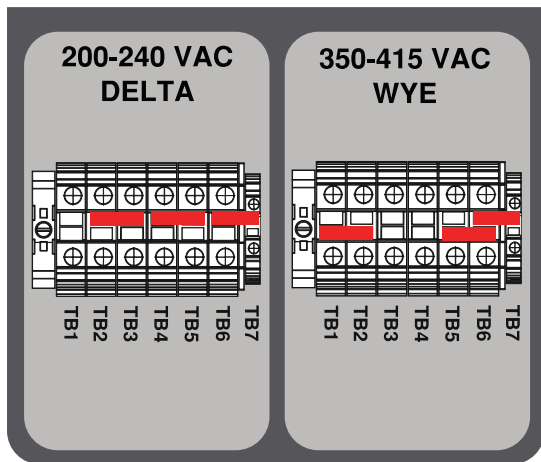 200-240 VAC
DELTA
TB1
TB2
TB3
TB4
TB5
TB6
TB7
350-415 VAC
WYE
TB1
TB2
TB3
TB4
TB5
TB6
TB7